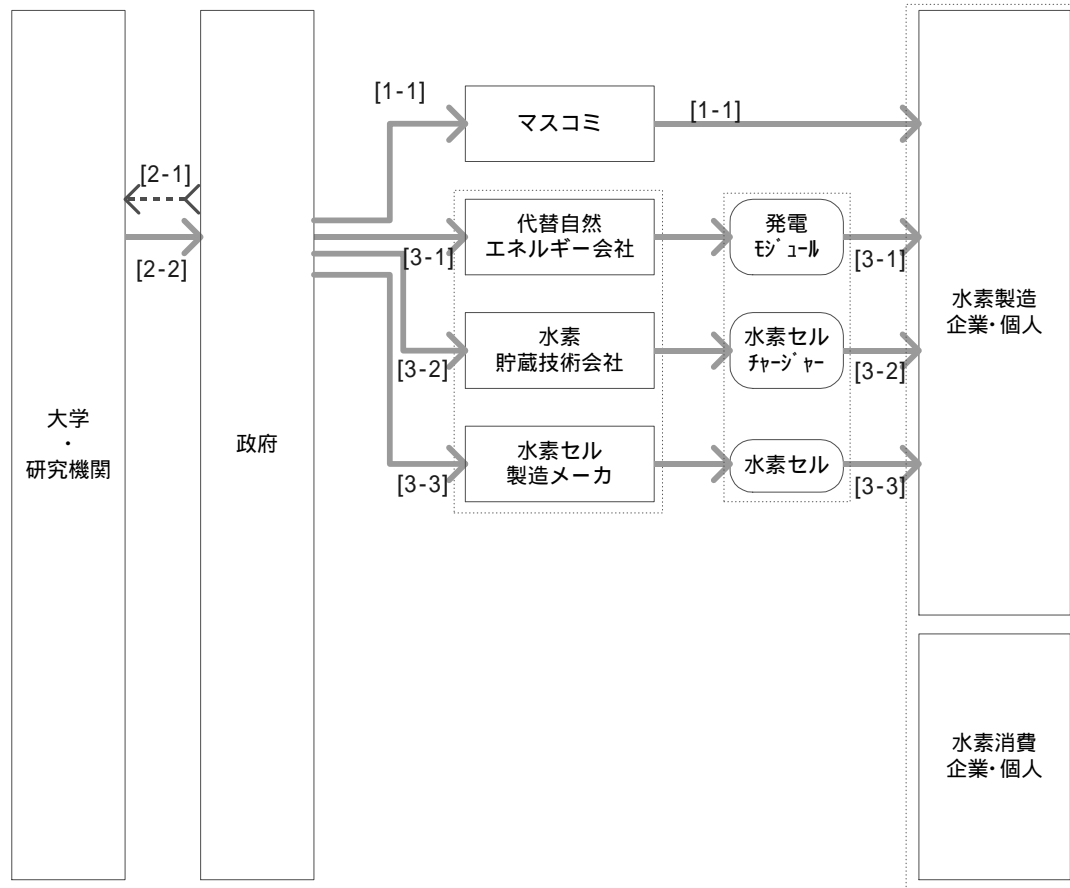 [1-1]
マスコミ
[1-1]
[2-1]
[2-2]
代替自然
エネルギー会社
[3-1]
発電
ﾓｼﾞｭｰﾙ
[3-1]
水素
貯蔵技術会社
[3-2]
水素セル
ﾁｬｰｼﾞｬｰ
[3-2]
水素セル
製造メーカ
[3-3]
水素セル
[3-3]
大学
・
研究機関
政府
水素製造
企業・個人
水素消費
企業・個人